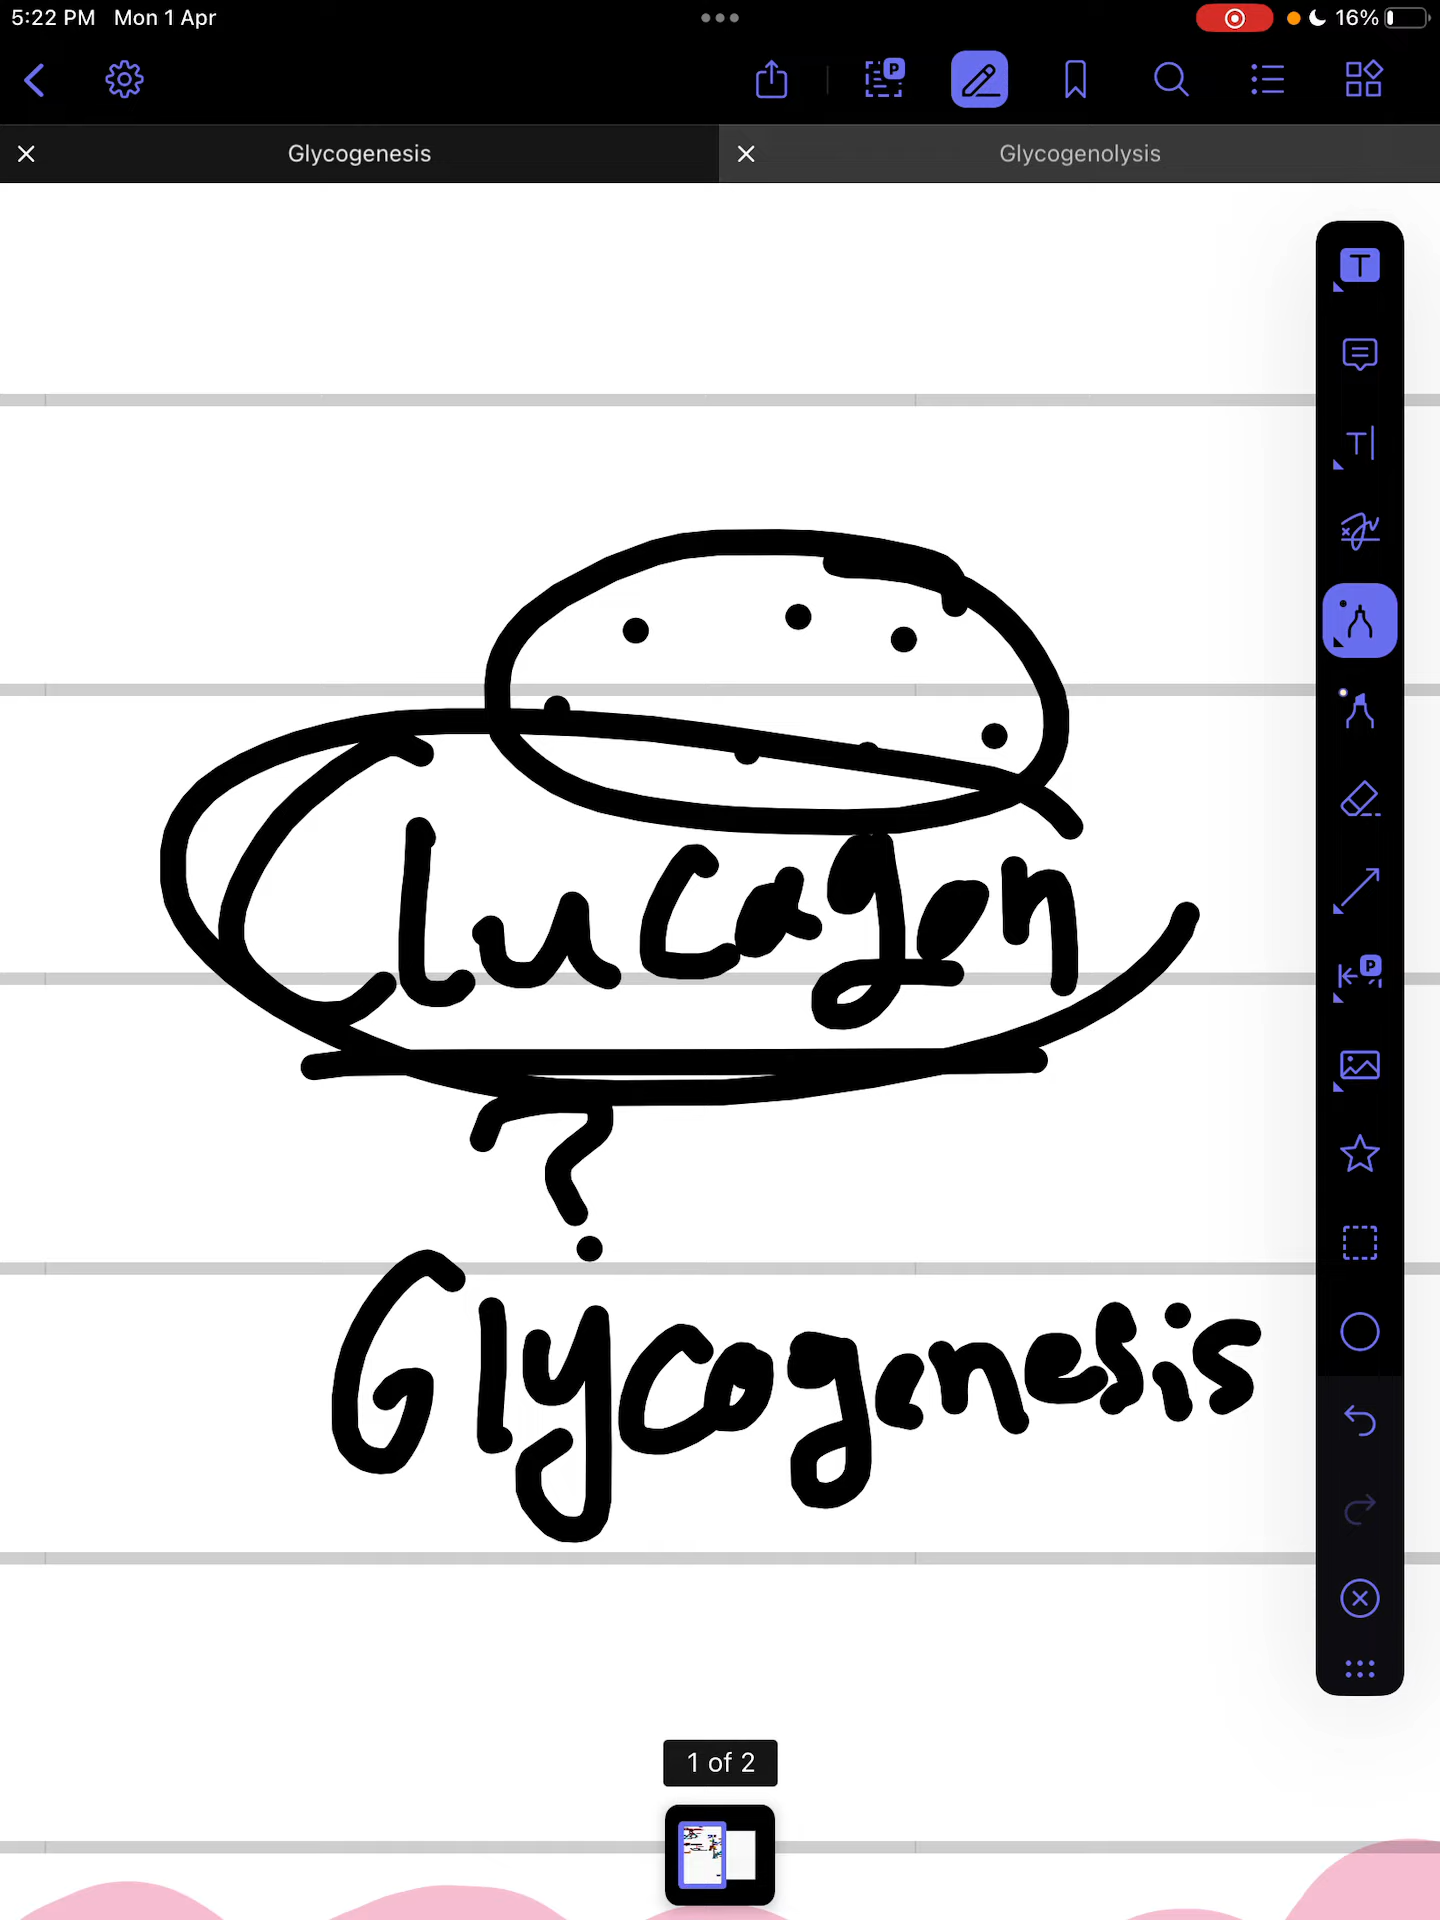 5:22 PM Mon 1 Apr 16%
Glycogenesis Glycogenolysis
Glucagon
?
Glycogenesis
1 of 2